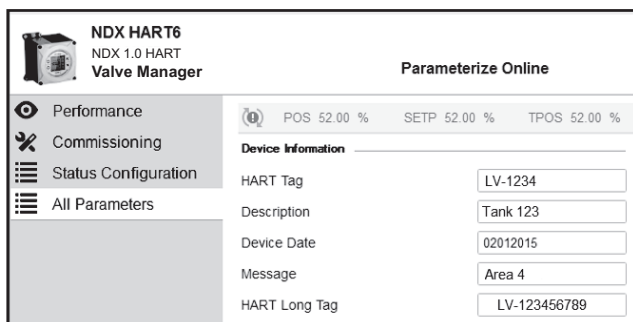 NDX HART6
NDX 1.0 HART
Valve Manager
Parameterize Online
Performance
Commissioning
Status Configuration
All Parameters
POS 52.00 % SETP 52.00 % TPOS 52.00 %
Device Information
HART Tag LV-1234
Description Tank 123
Device Date 02012015
Message Area 4
HART Long Tag LV-123456789